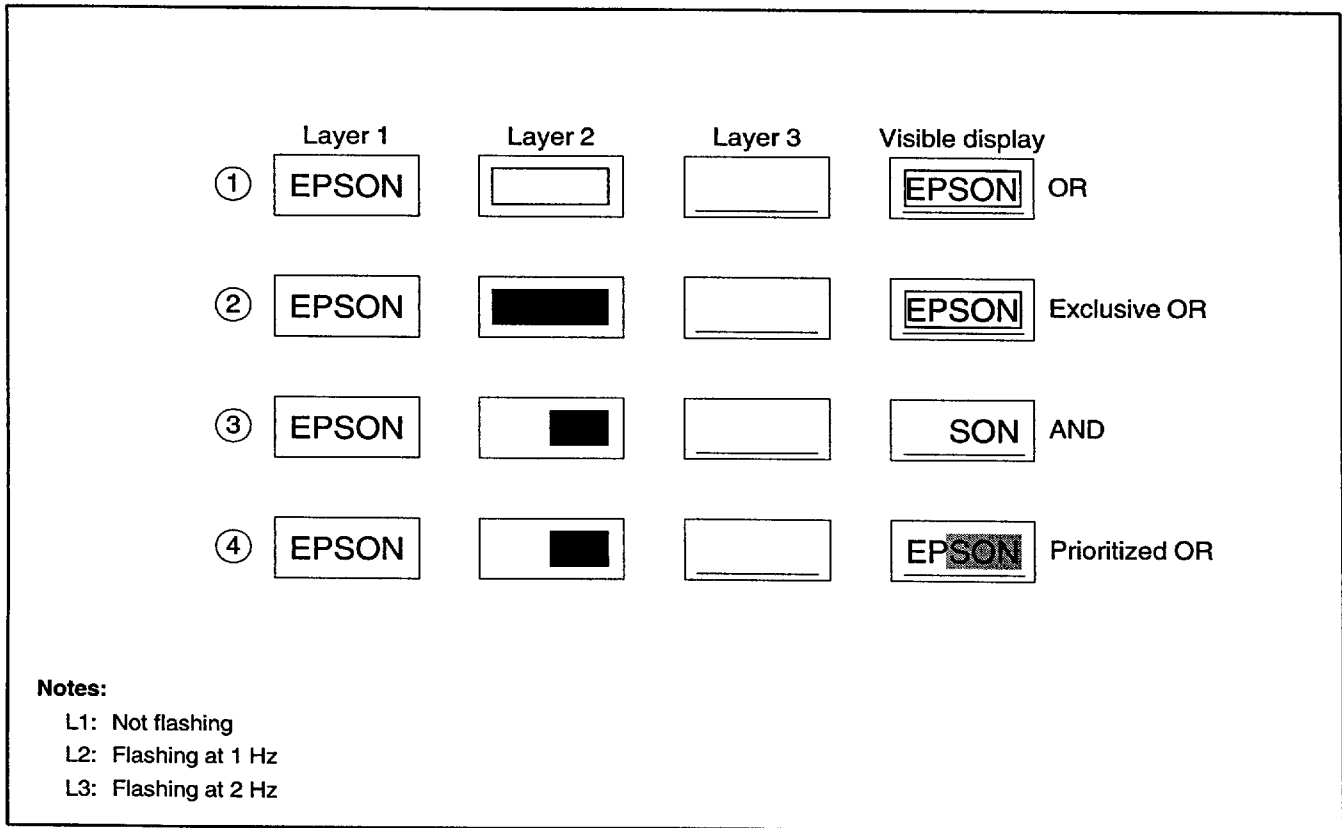 Layer 1 Layer 2 Layer 3 Visible display
① EPSON EPSON OR
② EPSON EPSON Exclusive OR
③ EPSON SON AND
④ EPSON EPSON Prioritized OR
Notes:
L1: Not flashing
L2: Flashing at 1 Hz
L3: Flashing at 2 Hz